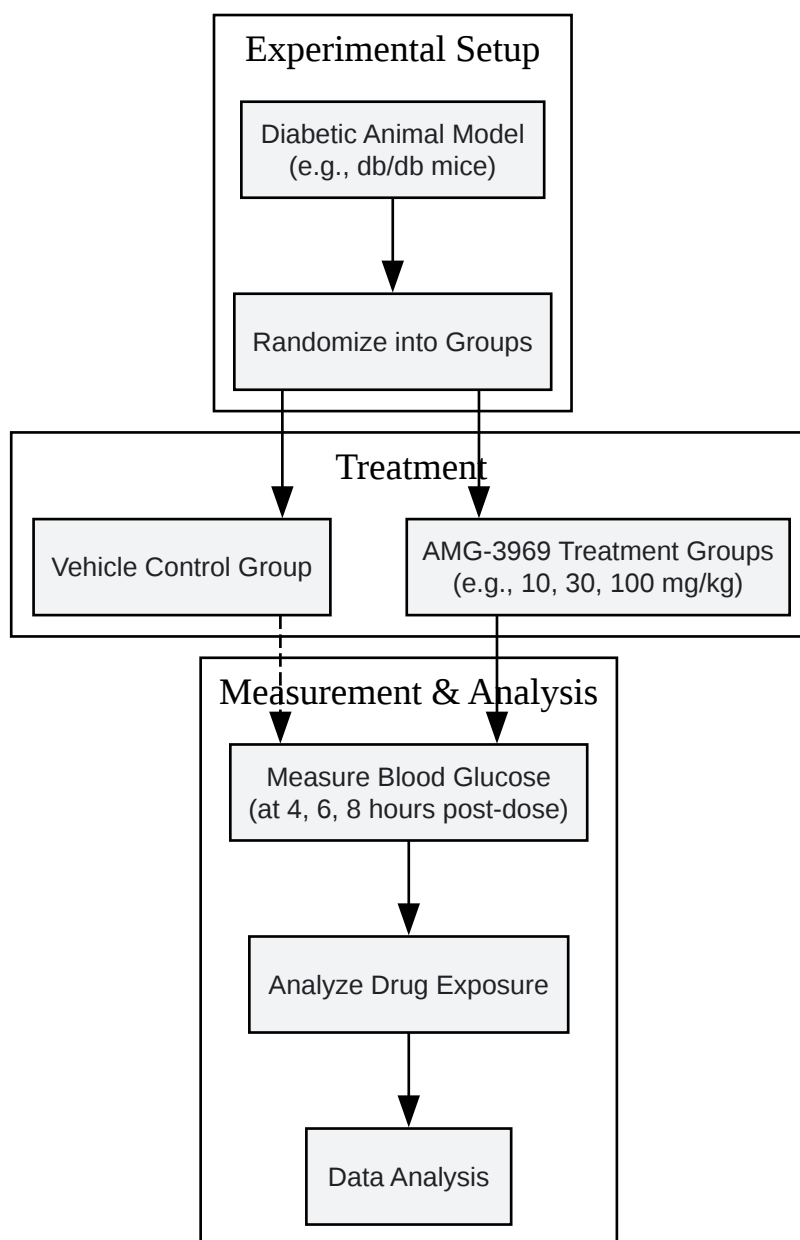 Experimental Setup
Diabetic Animal Model
(e.g., db/db mice)
Randomize into Groups
Treatment
Vehicle Control Group
AMG-3969 Treatment Groups
(e.g., 10, 30, 100 mg/kg)
Measurement & Analysis
Measure Blood Glucose
(at 4, 6, 8 hours post-dose)
Analyze Drug Exposure
Data Analysis